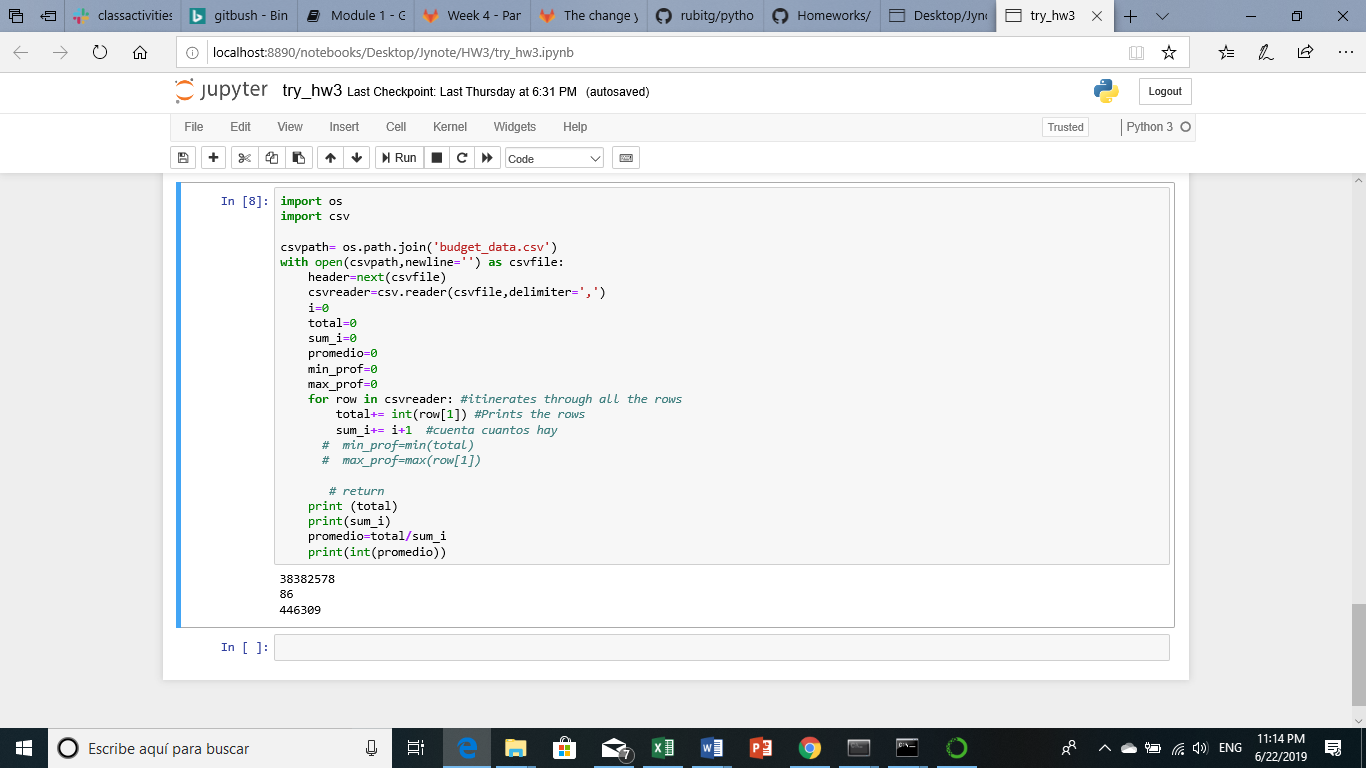 classactivities
gitbush - Bin
Module 1 - G
Week 4 - Par
The change y
rubitg/pytho
Homeworks/
Desktop/Jyno
try_hw3
localhost:8890/notebooks/Desktop/Jynote/HW3/try_hw3.ipynb
jupyter try_hw3 Last Checkpoint: Last Thursday at 6:31 PM (autosaved)
Logout
File Edit View Insert Cell Kernel Widgets Help
Trusted
Python 3
Run
Code
In [8]:
import os
import csv
csvpath= os.path.join('budget_data.csv')
with open(csvpath,newline='') as csvfile:
header=next(csvfile)
csvreader=csv.reader(csvfile,delimiter=',')
i=0
total=0
sum_i=0
promedio=0
min_prof=0
max_prof=0
for row in csvreader: #itinerates through all the rows
total+= int(row[1]) #Prints the rows
sum_i+= i+1 #cuenta cuantos hay
# min_prof=min(total)
# max_prof=max(row[1])
# return
print (total)
print(sum_i)
promedio=total/sum_i
print(int(promedio))
38382578
86
446309
In [ ]:
Escribe aquí para buscar
7
ENG
11:14 PM
6/22/2019